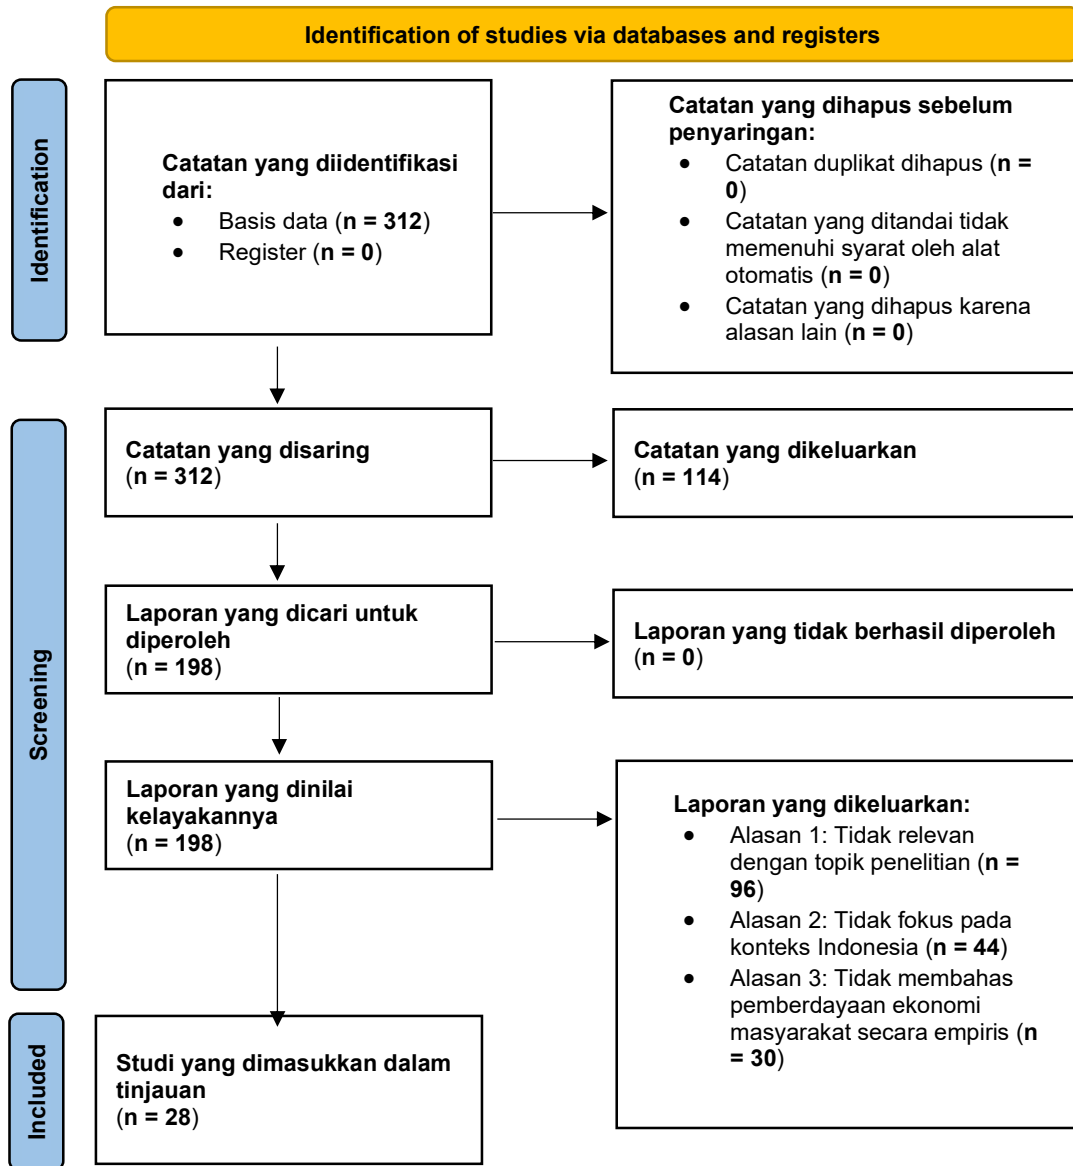 Identification of studies via databases and registers
Identification
Catatan yang diidentifikasi
dari:
• Basis data (n = 312)
• Register (n = 0)
Catatan yang dihapus sebelum
penyaringan:
• Catatan duplikat dihapus (n =
0)
• Catatan yang ditandai tidak
memenuhi syarat oleh alat
otomatis (n = 0)
• Catatan yang dihapus karena
alasan lain (n = 0)
Screening
Catatan yang disaring
(n = 312)
Catatan yang dikeluarkan
(n = 114)
Laporan yang dicari untuk
diperoleh
(n = 198)
Laporan yang tidak berhasil diperoleh
(n = 0)
Laporan yang dinilai
kelayakannya
(n = 198)
Laporan yang dikeluarkan:
• Alasan 1: Tidak relevan
dengan topik penelitian (n =
96)
• Alasan 2: Tidak fokus pada
konteks Indonesia (n = 44)
• Alasan 3: Tidak membahas
pemberdayaan ekonomi
masyarakat secara empiris (n
= 30)
Included
Studi yang dimasukkan dalam
tinjauan
(n = 28)